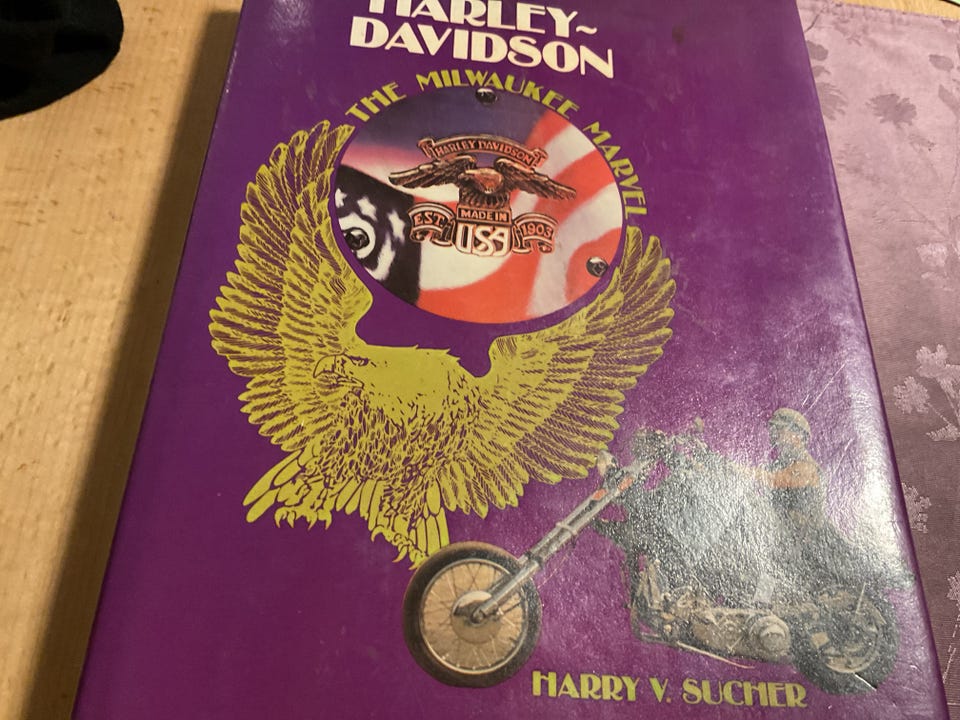 HARLEY~
DAVIDSON
THE MILWAUKEE MARVEL
HARLEY DAVIDSON
EST. MADE IN 1903
USA
HARRY V. SUCHER